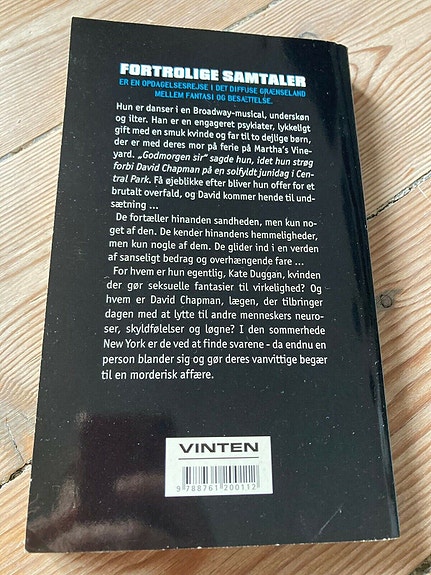 FORTROLIGE SAMTALER
ER EN OPDAGELSESREJSE I DET DIFFUSE GRÆNSELAND
MELLEM FANTASI OG BESÆTTELSE.
Hun er danser i en Broadway-musical, underskøn
og ilter. Han er en engageret psykiater, lykkeligt
gift med en smuk kvinde og far til to dejlige børn,
der er med deres mor på ferie på Martha's Vine-
yard. „Godmorgen sir" sagde hun, idet hun strøg
forbi David Chapman på en solfyldt junidag i Cen-
tral Park. Få øjeblikke efter bliver hun offer for et
brutalt overfald, og David kommer hende til und-
sætning ...
De fortæller hinanden sandheden, men kun no-
get af den. De kender hinandens hemmeligheder,
men kun nogle af dem. De glider ind i en verden
af sanseligt bedrag og overhængende fare ...
For hvem er hun egentlig, Kate Duggan, kvinden
der gør seksuelle fantasier til virkelighed? Og
hvem er David Chapman, lægen, der tilbringer
dagen med at lytte til andre menneskers neuro-
ser, skyldfølelser og løgne? I den sommerhede
New York er de ved at finde svarene - da endnu en
person blander sig og gør deres vanvittige begær
til en morderisk affære.
VINTEN
9 788761 200112